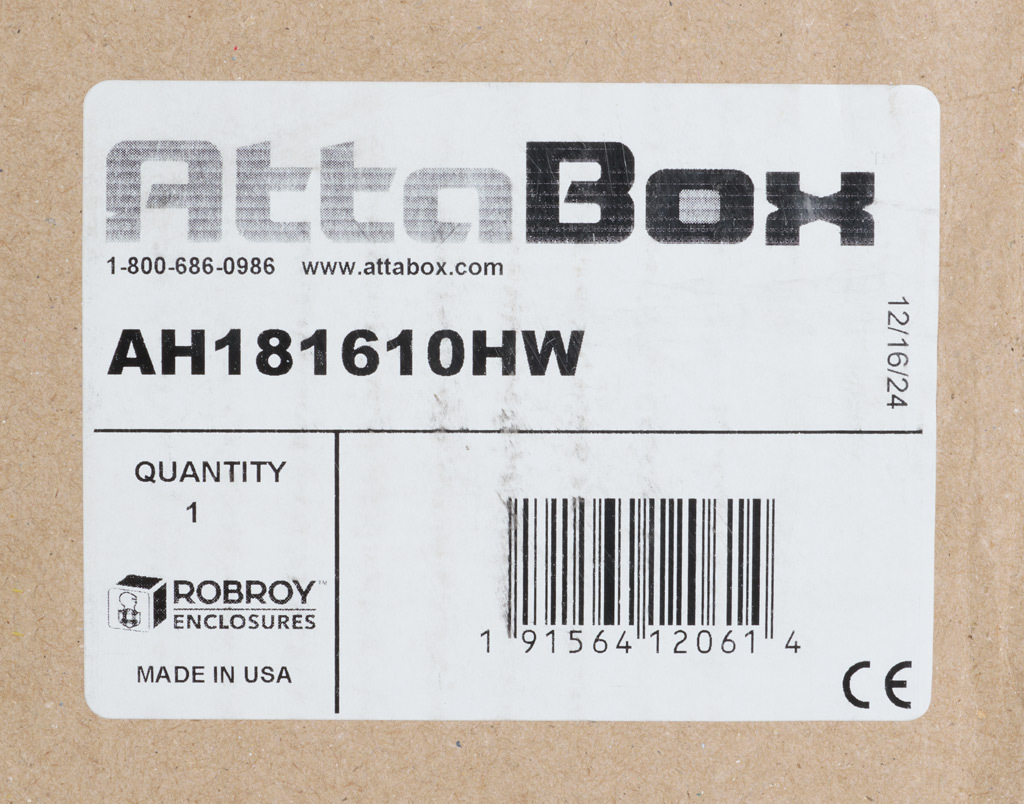 AttaBox
1-800-686-0986 www.attabox.com
AH181610HW
12/16/24
QUANTITY
1
ROBROY™
ENCLOSURES
MADE IN USA
1 91564 12061 4
CE